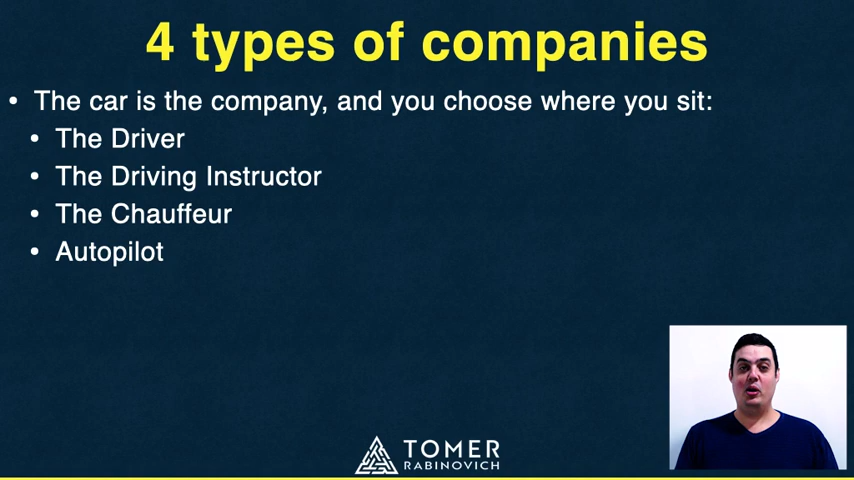 4 types of companies
• The car is the company, and you choose where you sit:
• The Driver
• The Driving Instructor
• The Chauffeur
• Autopilot
TOMER
RABINOVICH